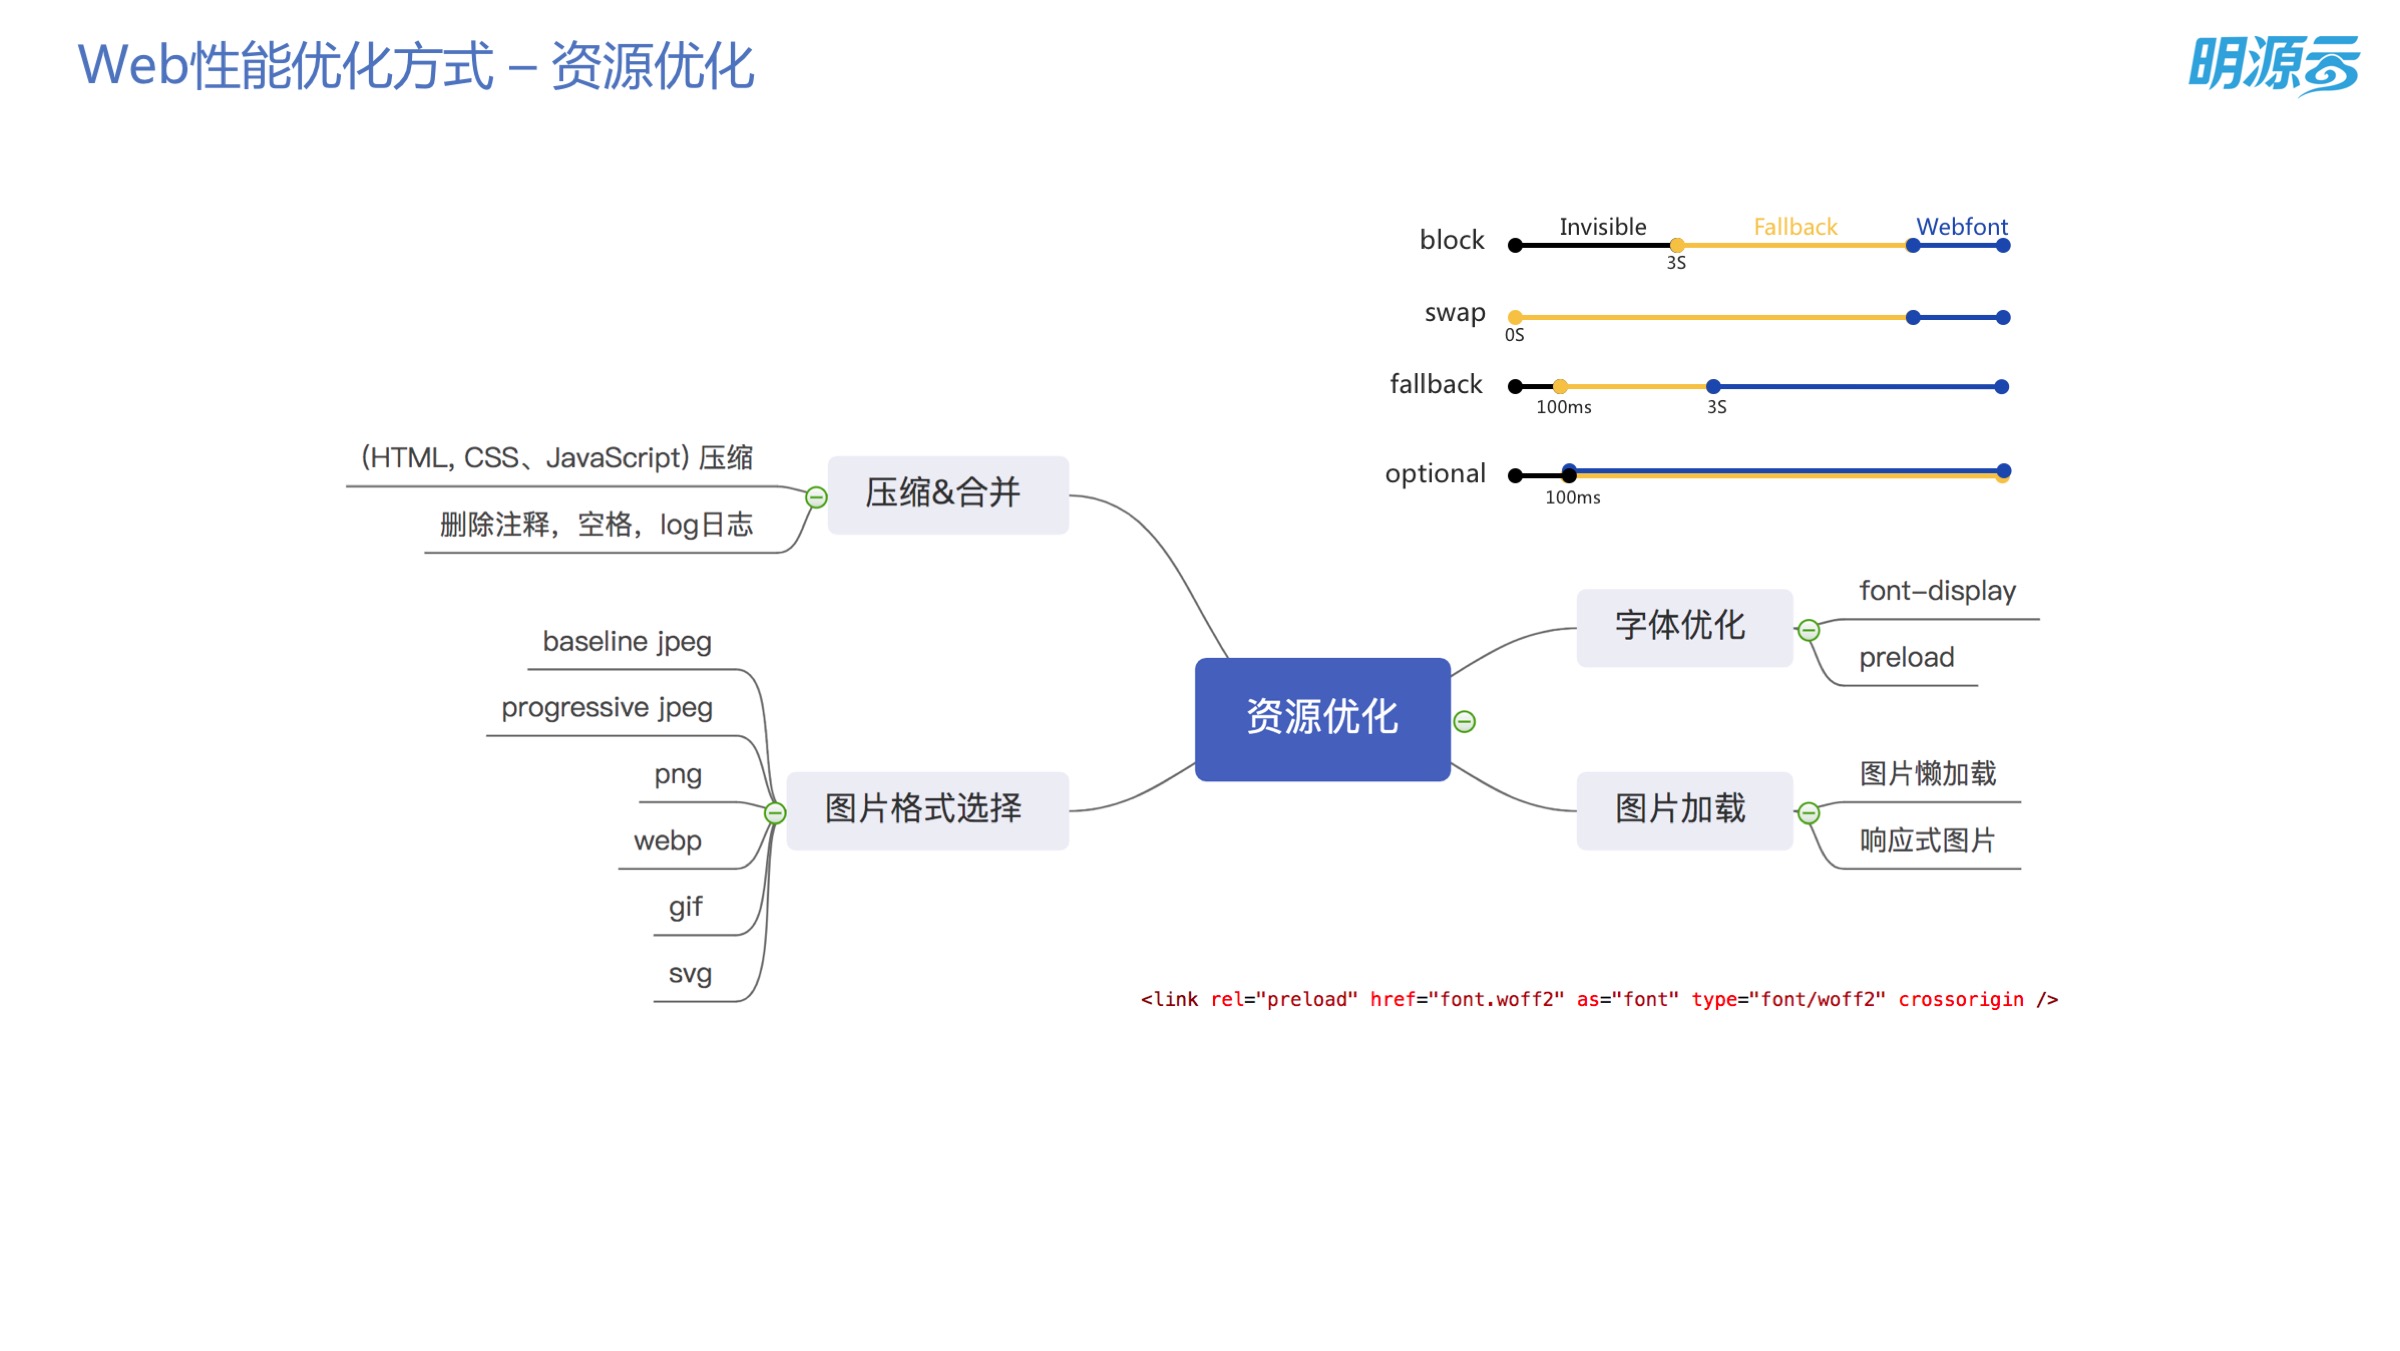 Web性能优化方式 – 资源优化
明源云
block
Invisible
Fallback
Webfont
3S
swap
0S
fallback
100ms
3S
optional
100ms
(HTML, CSS、JavaScript) 压缩
删除注释，空格，log日志
压缩&合并
baseline jpeg
progressive jpeg
png
webp
gif
svg
图片格式选择
资源优化
字体优化
font-display
preload
图片加载
图片懒加载
响应式图片
<link rel="preload" href="font.woff2" as="font" type="font/woff2" crossorigin />